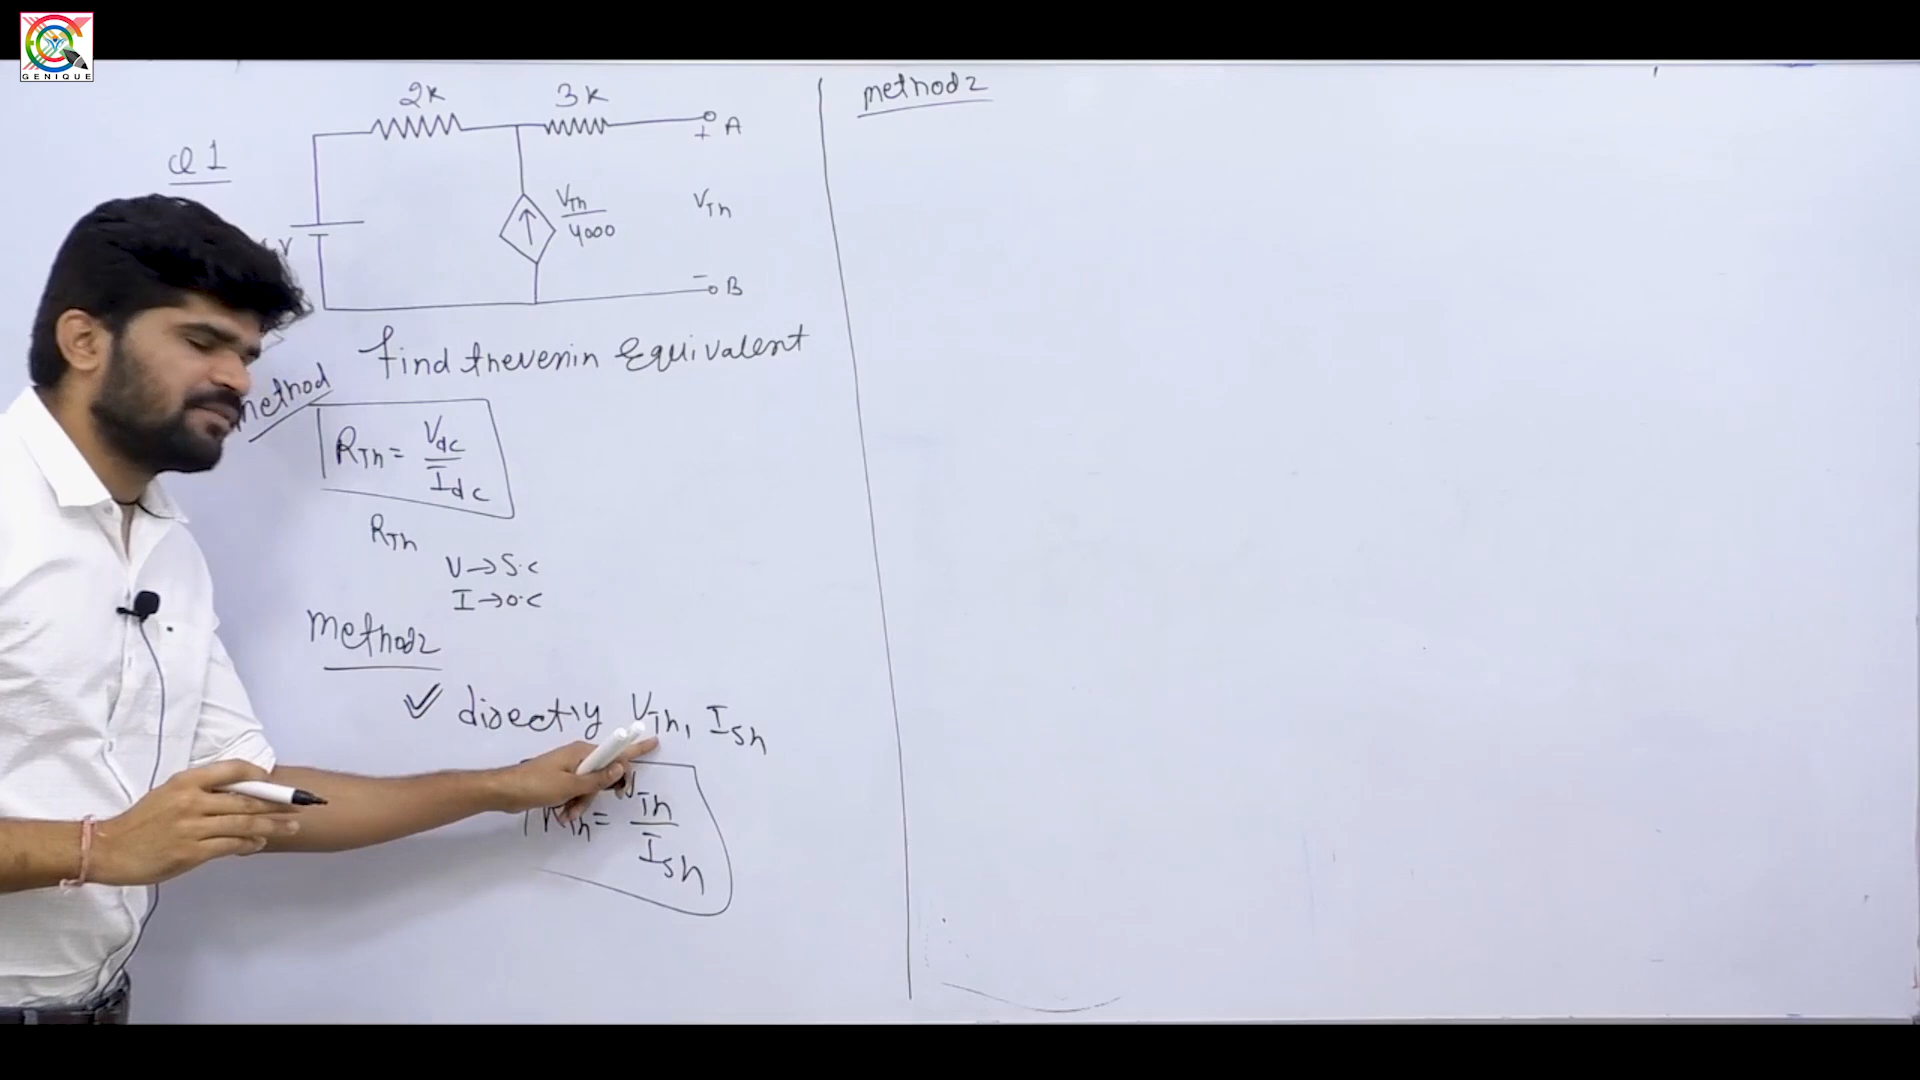 GENIQUE
Q1
2K
3K
+ A
VTh
4000
VTh
V
- B
find thevenin Equivalent
method
RTh = Vdc
Idc
RTh
V → S.C
I → O.C
Method2
✓ directly VTh, ISh
RTh = VTh
ISh
method2